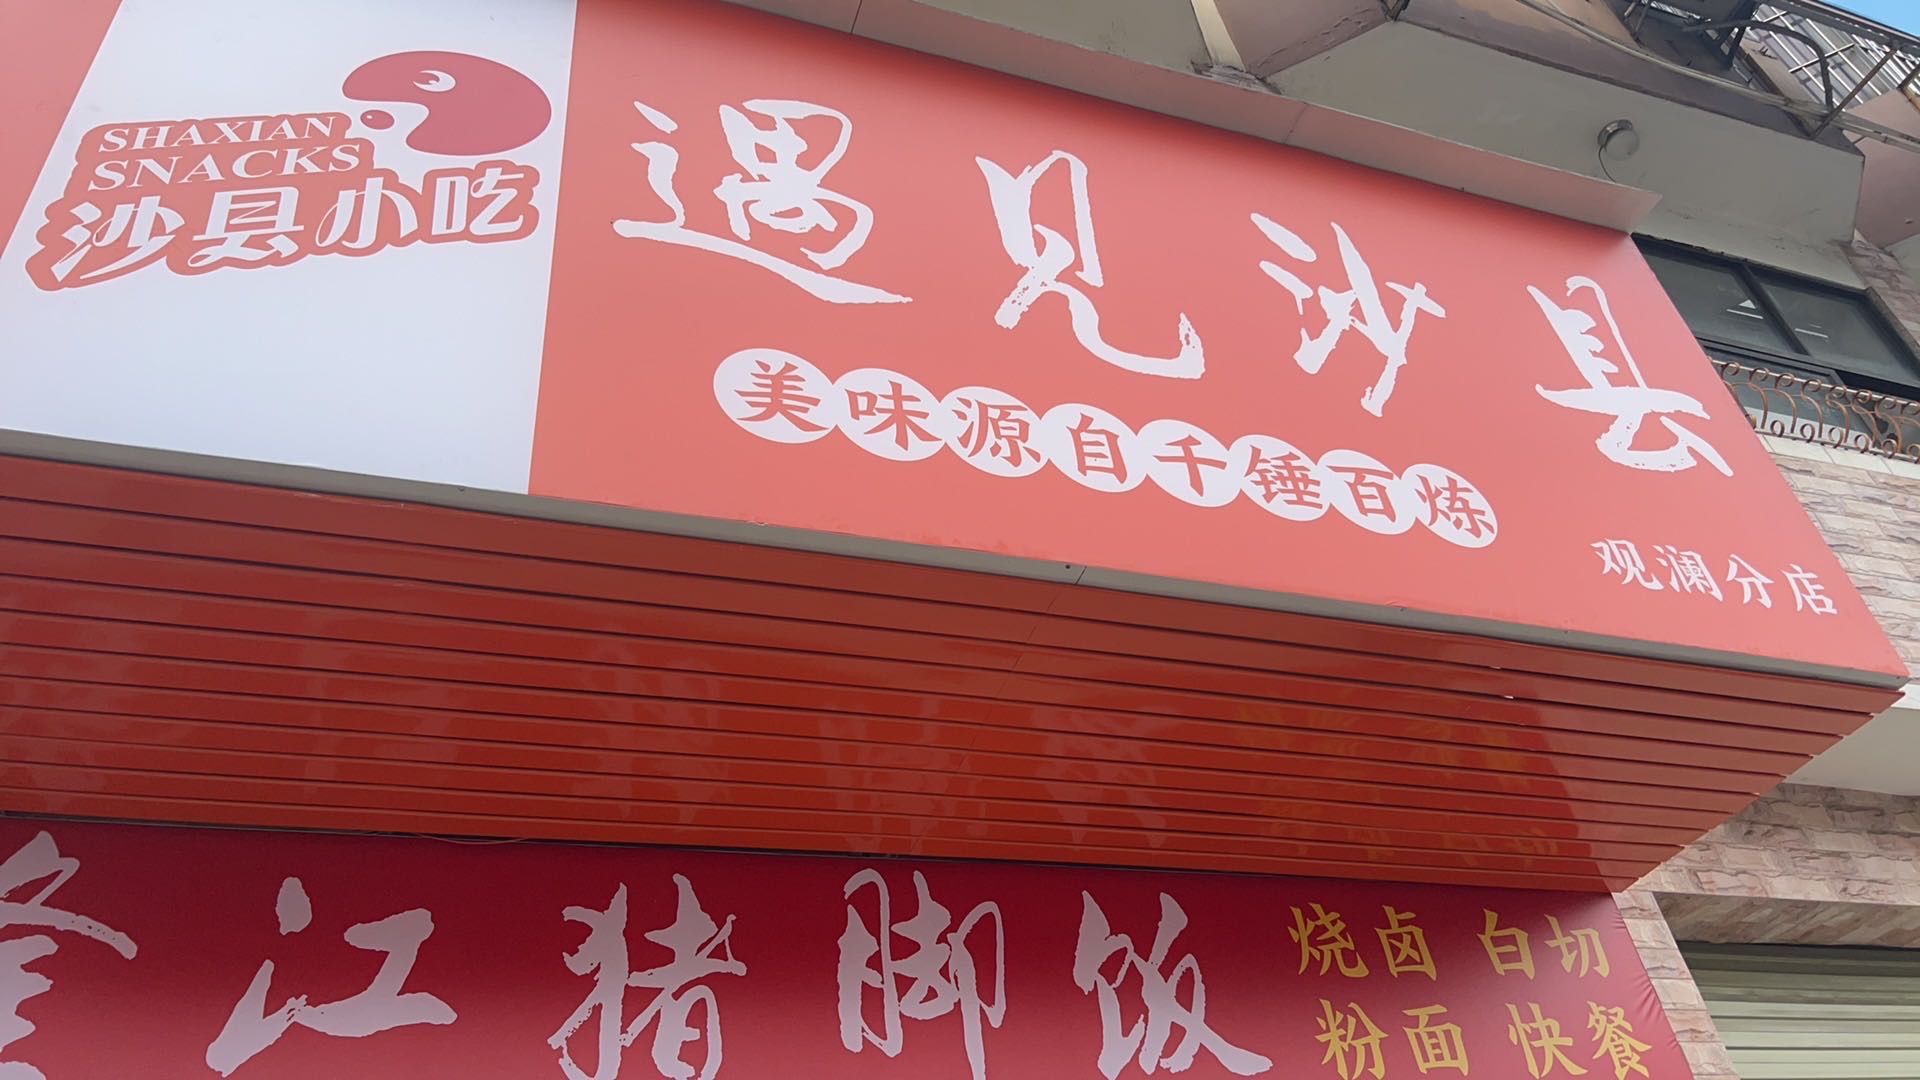 SHAXIAN
SNACKS
沙县小吃
遇见沙县
美味源自千锤百炼
观澜分店
隆江猪脚饭
烧卤 白切
粉面 快餐